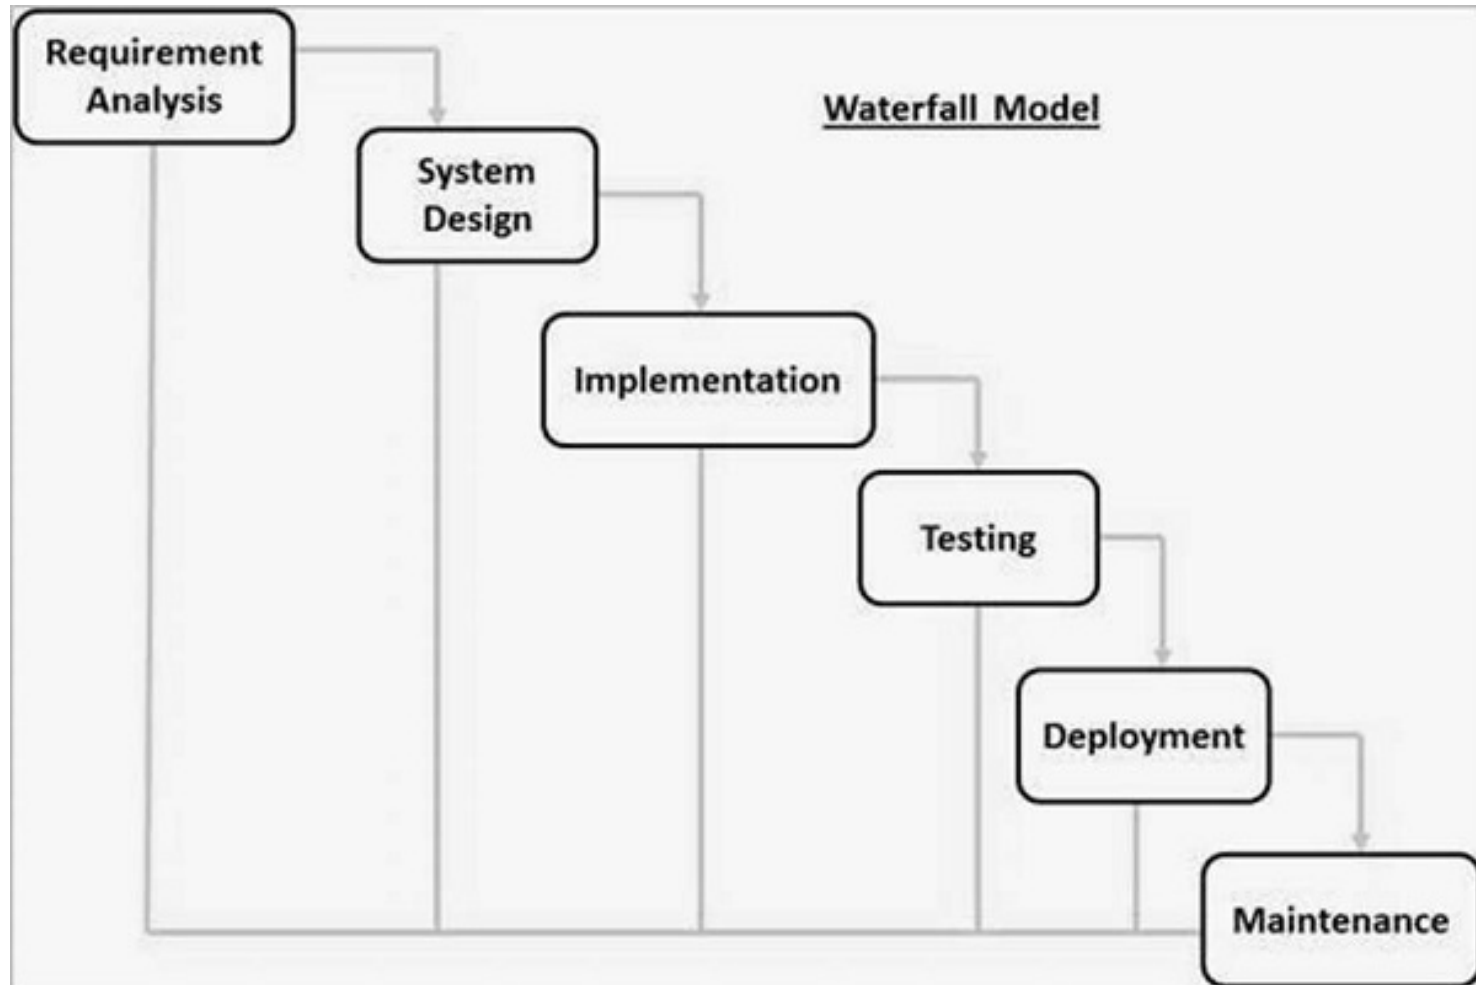 Requirement
Analysis
Waterfall Model
System
Design
Implementation
Testing
Deployment
Maintenance